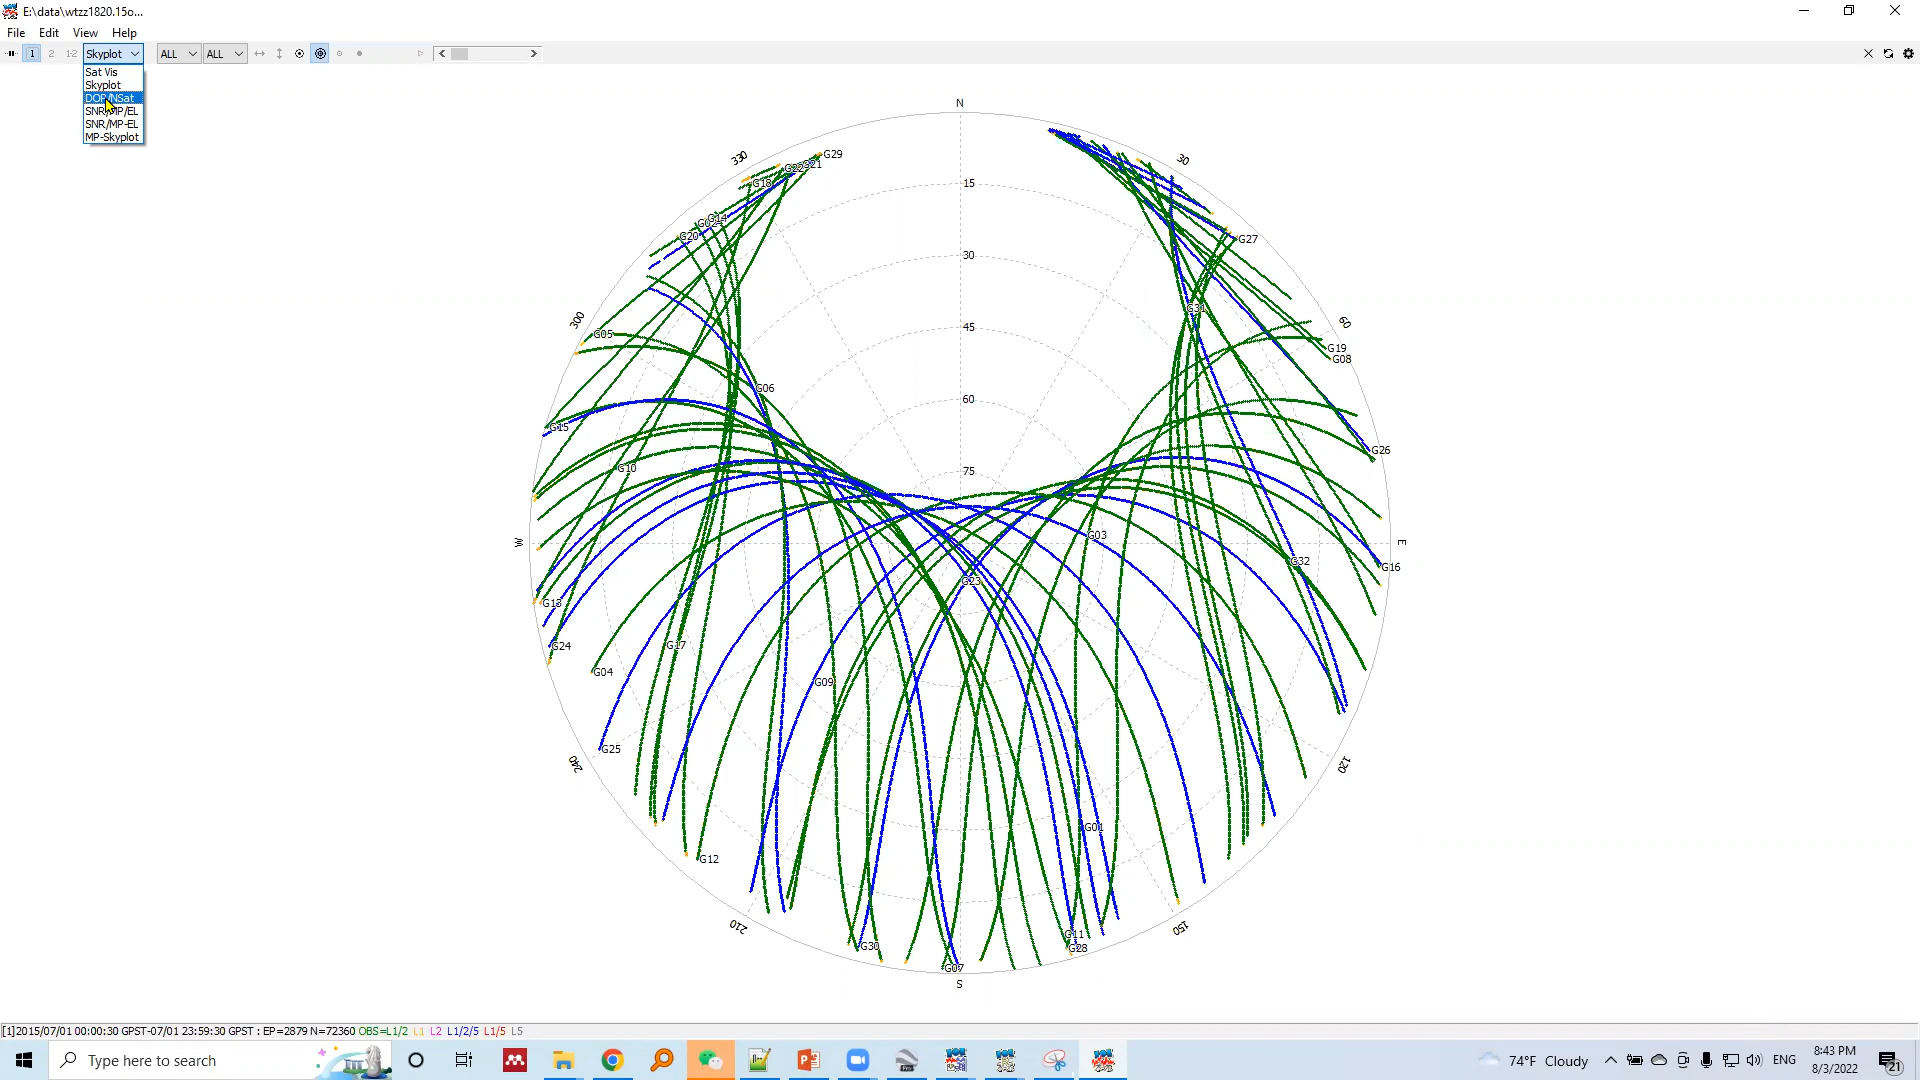 E:\data\wtzz1820.15o...
File Edit View Help
1 2 1-2 Skyplot ALL ALL
Sat Vis
Skyplot
DOP/NSat
SNR/MP/EL
SNR/MP-EL
MP-Skyplot
N
330 G29 30
G22 G21
G18 15
G14
G02
G20 G27
30
G31
300 G05 45 60
G19
G08
G06
60
G15
G26
G10 75
W G03 E
G32 G16
G23
G13
G24 G17
G04
G09
G25
240 120
G01
G12
210 150
G30 G11
G28
G07
S
[1]2015/07/01 00:00:30 GPST-07/01 23:59:30 GPST : EP=2879 N=72360 OBS=L1/2 L1 L2 L1/2/5 L1/5 L5
Type here to search
74°F Cloudy ENG
8:43 PM
8/3/2022
21